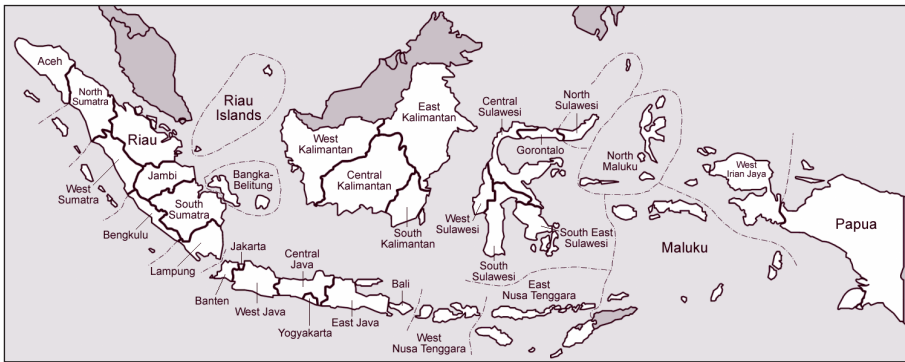 Aceh
North
Sumatra
Riau
Islands
Riau
West
Sumatra
Jambi
Bangka-
Belitung
South
Sumatra
Bengkulu
Lampung
West
Kalimantan
East
Kalimantan
Central
Kalimantan
South
Kalimantan
Central
Sulawesi
North
Sulawesi
Gorontalo
West
Sulawesi
South East
Sulawesi
South
Sulawesi
North
Maluku
Maluku
West
Irian Jaya
Papua
Jakarta
Banten
West Java
Central
Java
Yogyakarta
East Java
Bali
West
Nusa Tenggara
East
Nusa Tenggara